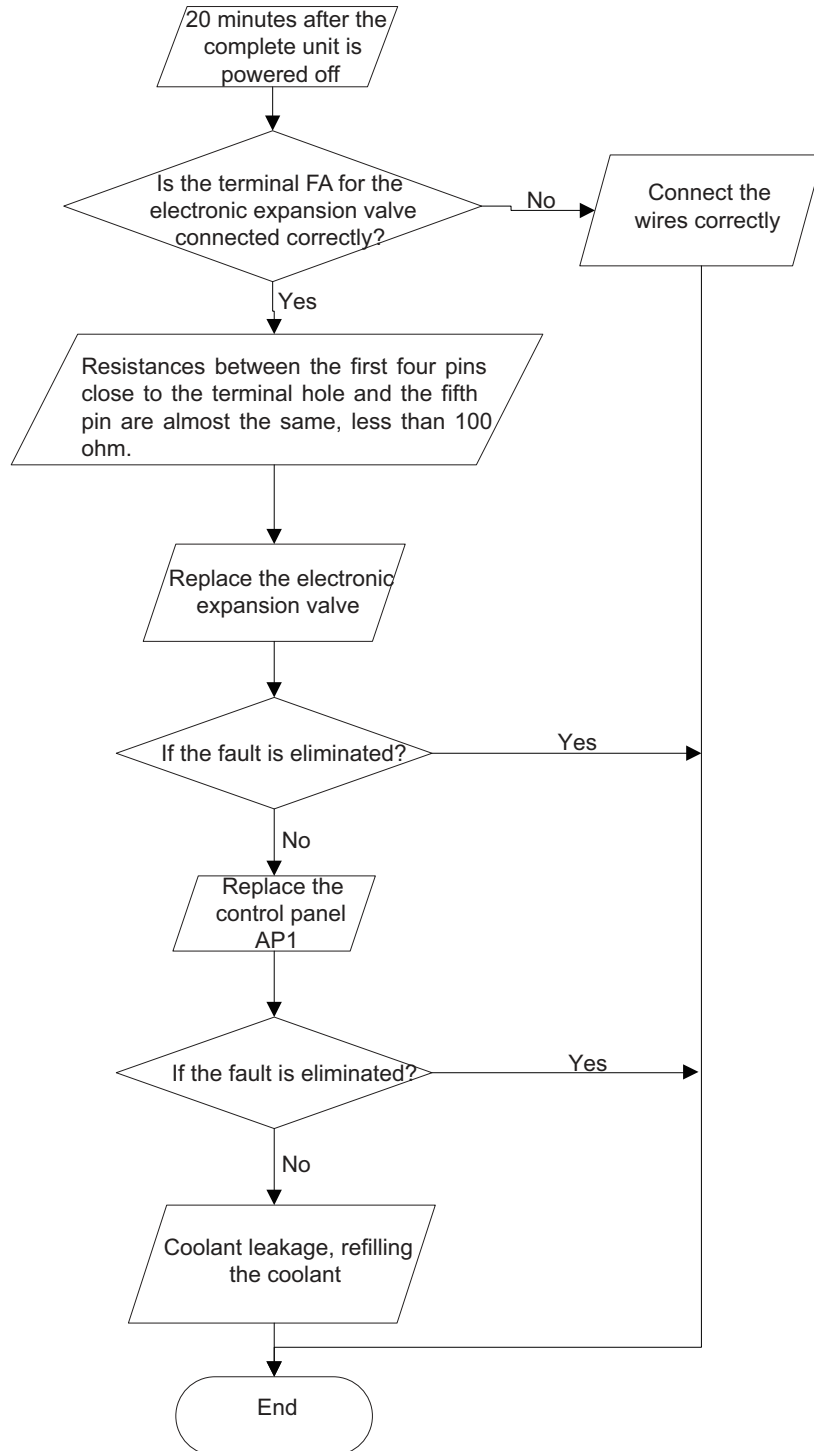 20 minutes after the
complete unit is
powered off
Is the terminal FA for the
electronic expansion valve
connected correctly?
No
Connect the
wires correctly
Yes
Resistances between the first four pins
close to the terminal hole and the fifth
pin are almost the same, less than 100
ohm.
Replace the electronic
expansion valve
If the fault is eliminated?
Yes
No
Replace the
control panel
AP1
If the fault is eliminated?
Yes
No
Coolant leakage, refilling
the coolant
End